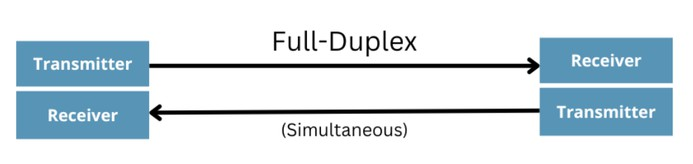 Full-Duplex
Transmitter
Receiver
Receiver
Transmitter
(Simultaneous)